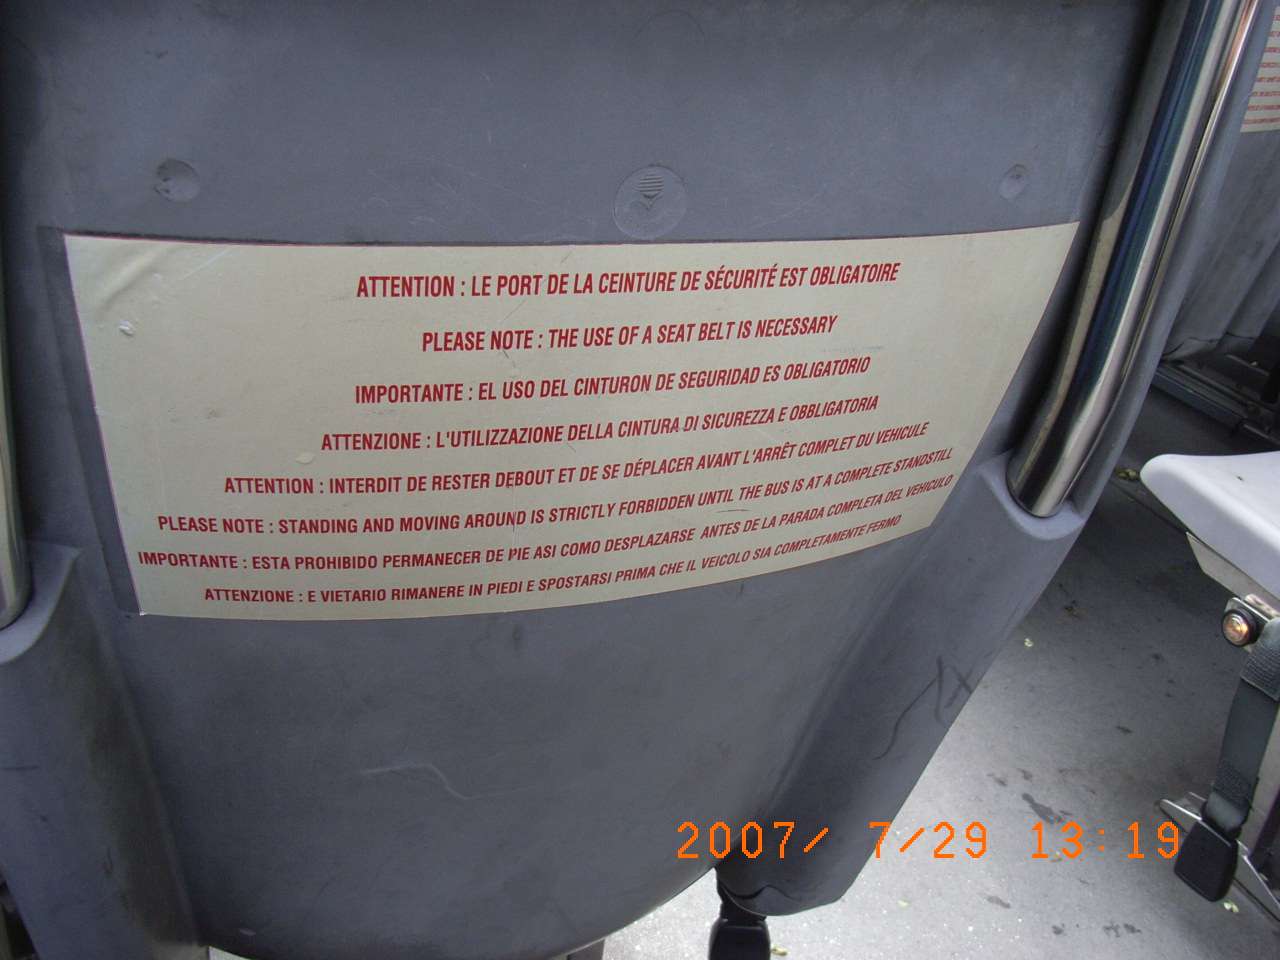 ATTENTION : LE PORT DE LA CEINTURE DE SÉCURITÉ EST OBLIGATOIRE
PLEASE NOTE : THE USE OF A SEAT BELT IS NECESSARY
IMPORTANTE : EL USO DEL CINTURON DE SEGURIDAD ES OBLIGATORIO
ATTENZIONE : L'UTILIZZAZIONE DELLA CINTURA DI SICUREZZA E OBBLIGATORIA
ATTENTION : INTERDIT DE RESTER DEBOUT ET DE SE DÉPLACER AVANT L'ARRÊT COMPLET DU VEHICULE
PLEASE NOTE : STANDING AND MOVING AROUND IS STRICTLY FORBIDDEN UNTIL THE BUS IS AT A COMPLETE STANDSTILL
IMPORTANTE : ESTA PROHIBIDO PERMANECER DE PIE ASI COMO DESPLAZARSE ANTES DE LA PARADA COMPLETA DEL VEHICULO
ATTENZIONE : E VIETARIO RIMANERE IN PIEDI E SPOSTARSI PRIMA CHE IL VEICOLO SIA COMPLETAMENTE FERMO
2007/ 7/29 13:19